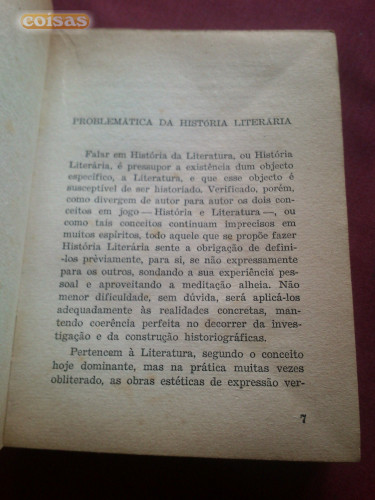 coisas
PROBLEMÁTICA DA HISTÓRIA LITERÁRIA
Falar em História da Literatura, ou História
Literária, é pressupor a existência dum objecto
específico, a Literatura, e que esse objecto é
susceptível de ser historiado. Verificado, porém,
como divergem de autor para autor os dois con-
ceitos em jogo — História e Literatura —, ou
como tais conceitos continuam imprecisos em
muitos espíritos, todo aquele que se propõe fazer
História Literária sente a obrigação de defini-
-los prèviamente, para si, se não expressamente
para os outros, sondando a sua experiência pes-
soal e aproveitando a meditação alheia. Não
menor dificuldade, sem dúvida, será aplicá-los
adequadamente às realidades concretas, man-
tendo coerência perfeita no decorrer da inves-
tigação e da construção historiográficas.
Pertencem à Literatura, segundo o conceito
hoje dominante, mas na prática muitas vezes
obliterado, as obras estéticas de expressão ver-
7